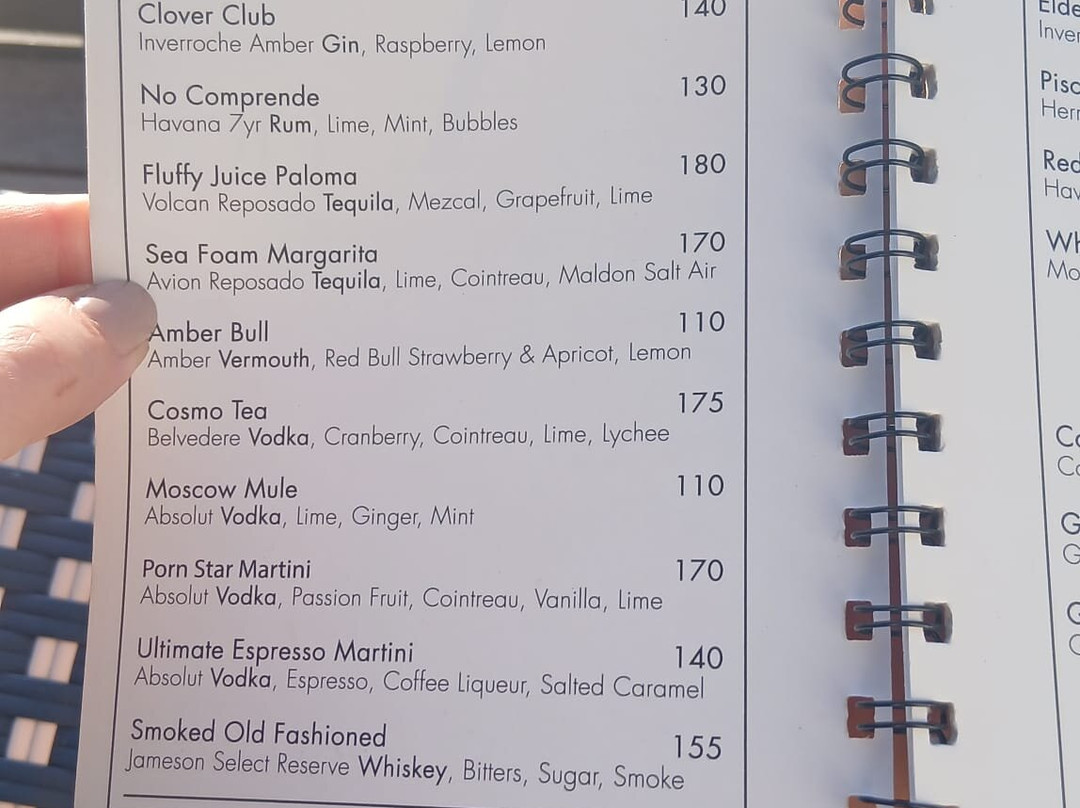 Clover Club 140
Inverroche Amber Gin, Raspberry, Lemon
No Comprende 130
Havana 7yr Rum, Lime, Mint, Bubbles
Fluffy Juice Paloma 180
Volcan Reposado Tequila, Mezcal, Grapefruit, Lime
Sea Foam Margarita 170
Avion Reposado Tequila, Lime, Cointreau, Maldon Salt Air
Amber Bull 110
Amber Vermouth, Red Bull Strawberry & Apricot, Lemon
Cosmo Tea 175
Belvedere Vodka, Cranberry, Cointreau, Lime, Lychee
Moscow Mule 110
Absolut Vodka, Lime, Ginger, Mint
Porn Star Martini 170
Absolut Vodka, Passion Fruit, Cointreau, Vanilla, Lime
Ultimate Espresso Martini 140
Absolut Vodka, Espresso, Coffee Liqueur, Salted Caramel
Smoked Old Fashioned 155
Jameson Select Reserve Whiskey, Bitters, Sugar, Smoke